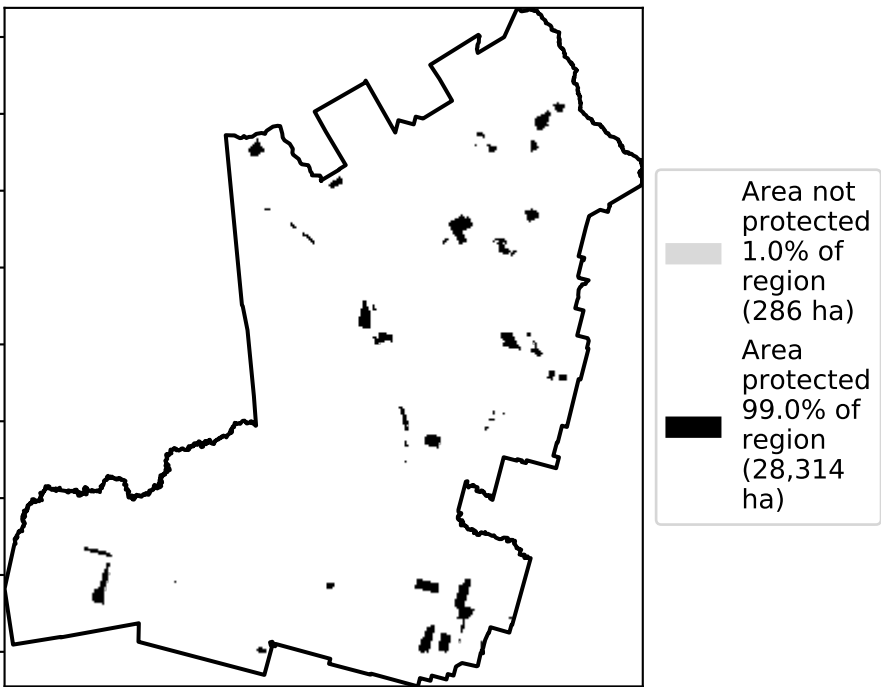 Area not
protected
1.0% of
region
(286 ha)
Area
protected
99.0% of
region
(28,314
ha)